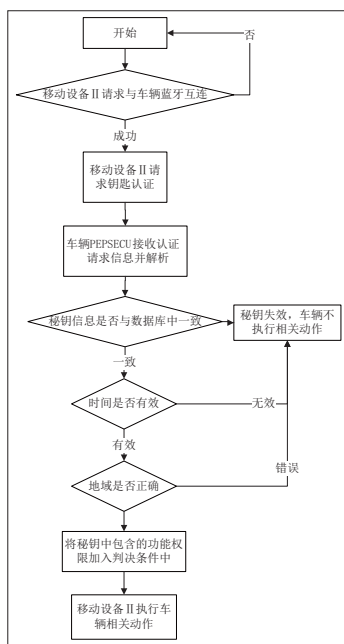 开始
否
移动设备Ⅱ请求与车辆蓝牙互连
成功
移动设备Ⅱ请
求钥匙认证
车辆PEPSECU接收认证
请求信息并解析
秘钥信息是否与数据库中一致
秘钥失效，车辆不
执行相关动作
一致
时间是否有效
无效
有效
错误
地域是否正确
将秘钥中包含的功能权
限加入判决条件中
移动设备Ⅱ执行车
辆相关动作